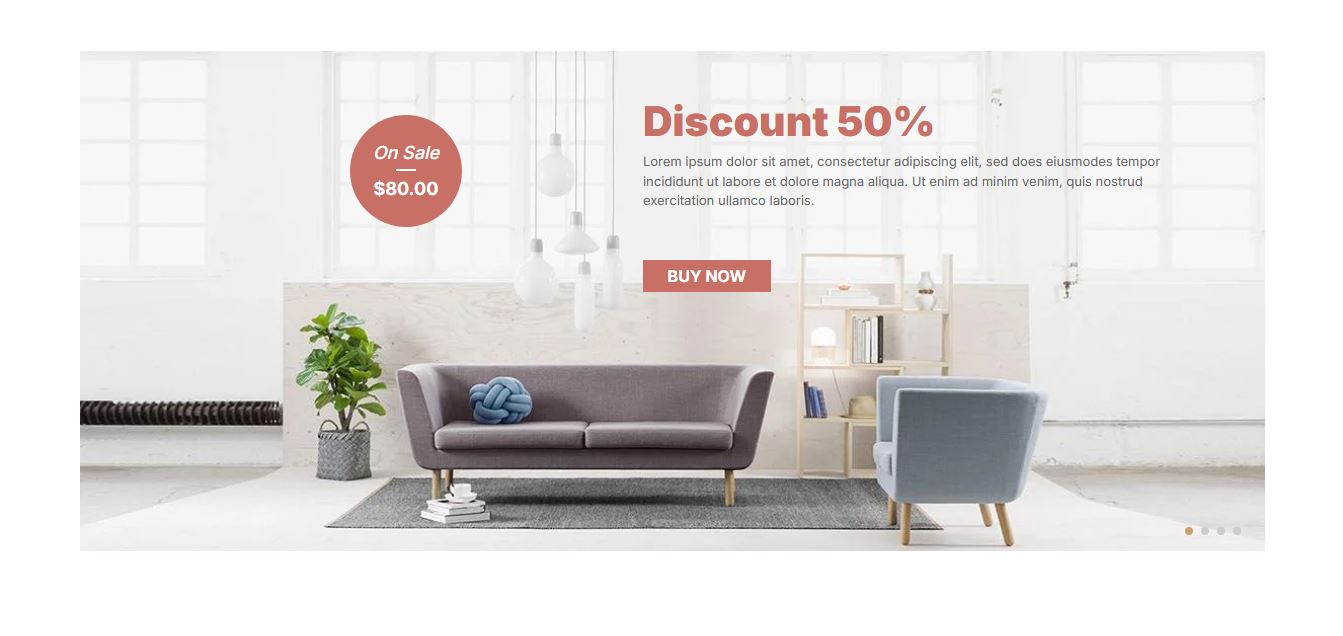 On Sale
$80.00
Discount 50%
Lorem ipsum dolor sit amet, consectetur adipiscing elit, sed does eiusmodes tempor
incididunt ut labore et dolore magna aliqua. Ut enim ad minim venim, quis nostrud
exercitation ullamco laboris.
BUY NOW